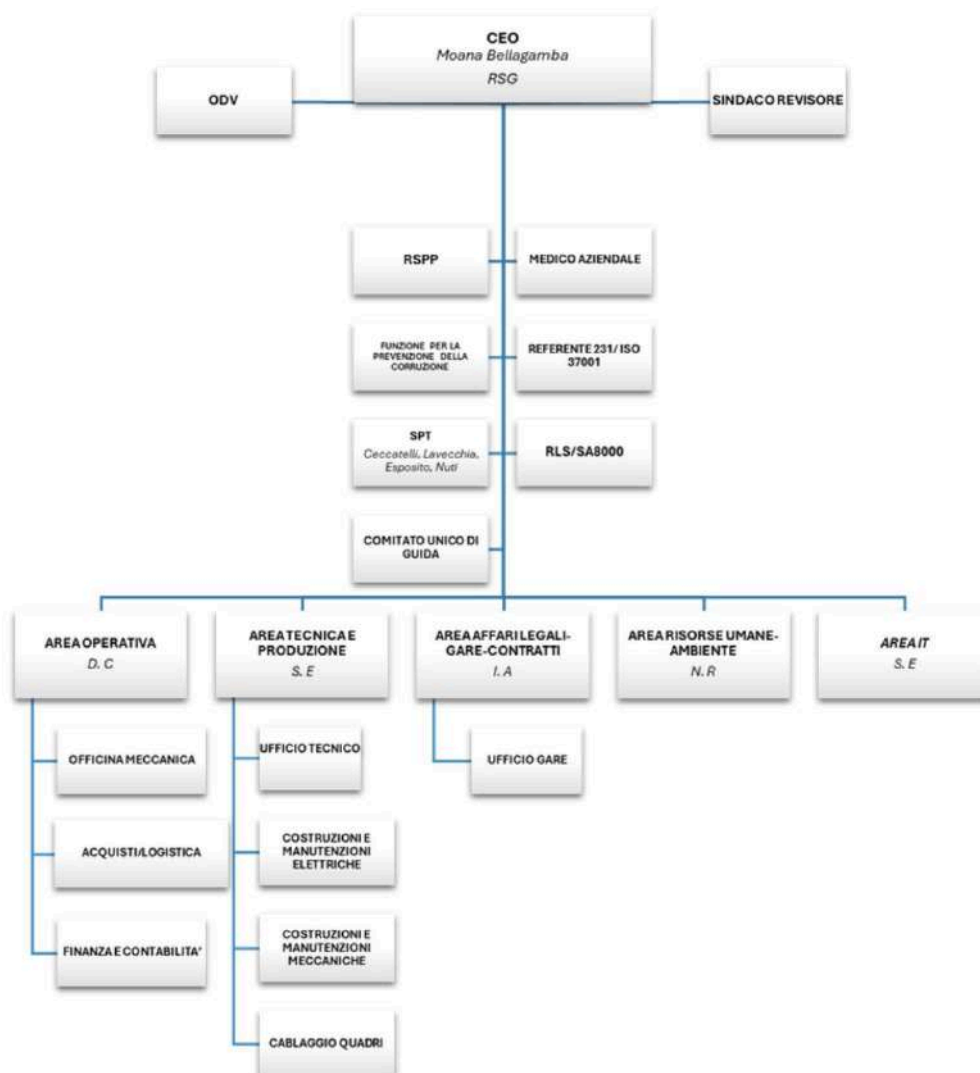 CEO
Moana Bellagamba
RSG
ODV
SINDACO REVISORE
RSPP
MEDICO AZIENDALE
FUNZIONE PER LA
PREVENZIONE DELLA
CORRUZIONE
REFERENTE 231/ ISO
37001
SPT
Ceccatelli, Lavecchia,
Esposito, Nuti
RLS/SA8000
COMITATO UNICO DI
GUIDA
AREA OPERATIVA
D. C
AREA TECNICA E
PRODUZIONE
S. E
AREA AFFARI LEGALI-
GARE-CONTRATTI
I. A
AREA RISORSE UMANE-
AMBIENTE
N. R
AREA IT
S. E
OFFICINA MECCANICA
ACQUISTI/LOGISTICA
FINANZA E CONTABILITA'
UFFICIO TECNICO
COSTRUZIONI E
MANUTENZIONI
ELETTRICHE
COSTRUZIONI E
MANUTENZIONI
MECCANICHE
CABLAGGIO QUADRI
UFFICIO GARE